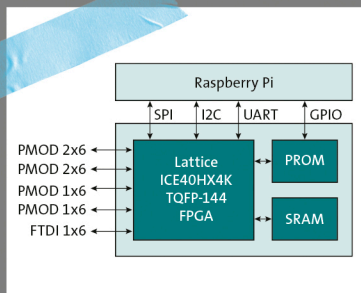 Raspberry Pi
SPI I2C UART GPIO
PMOD 2x6
PMOD 2x6
PMOD 1x6
PMOD 1x6
FTDI 1x6
Lattice
ICE40HX4K
TQFP-144
FPGA
PROM
SRAM